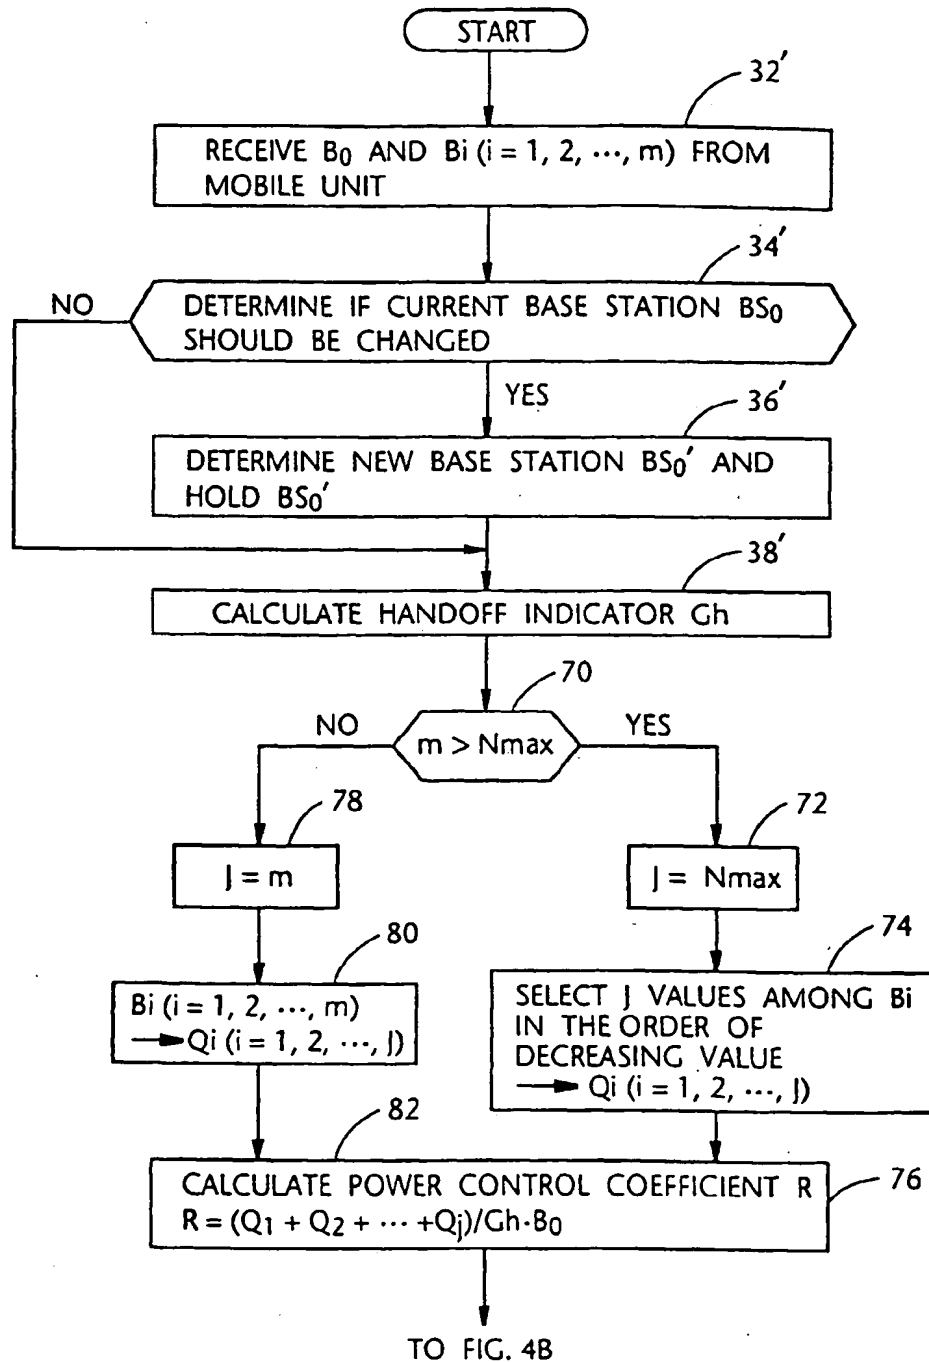 START
32'
RECEIVE B0 AND Bi (i = 1, 2, ···, m) FROM
MOBILE UNIT
34'
NO
DETERMINE IF CURRENT BASE STATION BS0
SHOULD BE CHANGED
YES
36'
DETERMINE NEW BASE STATION BS0' AND
HOLD BS0'
38'
CALCULATE HANDOFF INDICATOR Gh
70
NO
m > Nmax
YES
78
J = m
72
J = Nmax
80
Bi (i = 1, 2, ···, m)
→ Qi (i = 1, 2, ···, J)
74
SELECT J VALUES AMONG Bi
IN THE ORDER OF
DECREASING VALUE
→ Qi (i = 1, 2, ···, J)
82
CALCULATE POWER CONTROL COEFFICIENT R
R = (Q1 + Q2 + ··· +Qj)/Gh·B0
76
TO FIG. 4B